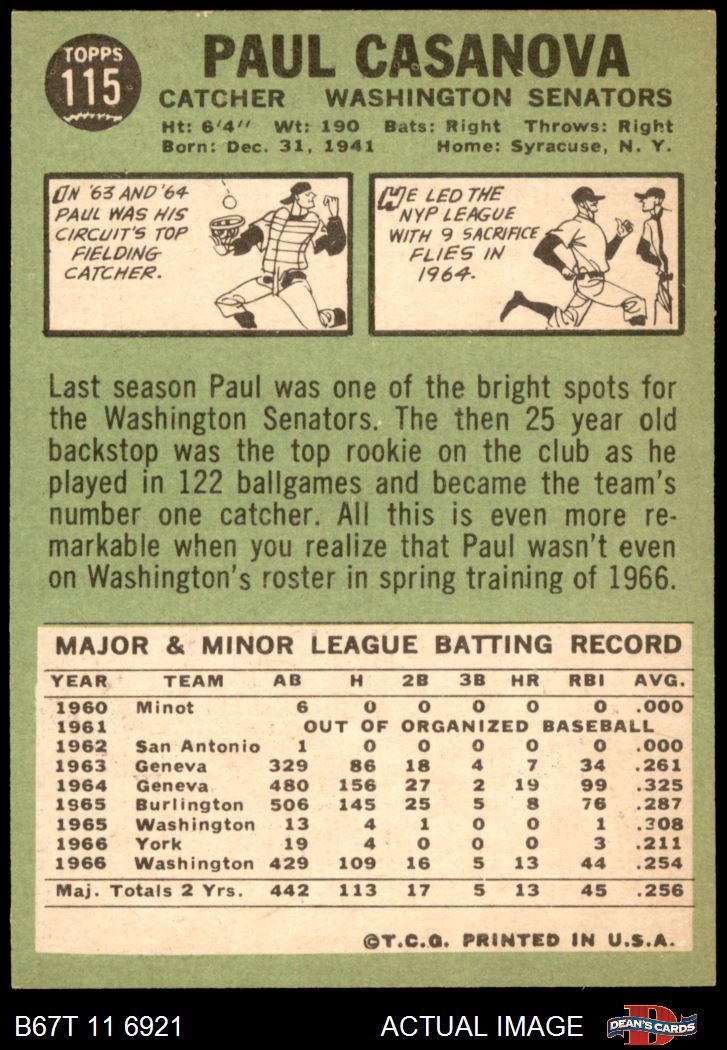 TOPPS
115
PAUL CASANOVA
CATCHER WASHINGTON SENATORS
Ht: 6'4" Wt: 190 Bats: Right Throws: Right
Born: Dec. 31, 1941 Home: Syracuse, N. Y.
IN '63 AND '64
PAUL WAS HIS
CIRCUIT'S TOP
FIELDING
CATCHER.
HE LED THE
NYP LEAGUE
WITH 9 SACRIFICE
FLIES IN
1964.
Last season Paul was one of the bright spots for
the Washington Senators. The then 25 year old
backstop was the top rookie on the club as he
played in 122 ballgames and became the team's
number one catcher. All this is even more re-
markable when you realize that Paul wasn't even
on Washington's roster in spring training of 1966.
MAJOR & MINOR LEAGUE BATTING RECORD
YEAR TEAM AB H 2B 3B HR RBI AVG.
1960 Minot 6 0 0 0 0 0 .000
1961 OUT OF ORGANIZED BASEBALL
1962 San Antonio 1 0 0 0 0 0 .000
1963 Geneva 329 86 18 4 7 34 .261
1964 Geneva 480 156 27 2 19 99 .325
1965 Burlington 506 145 25 5 8 76 .287
1965 Washington 13 4 1 0 0 1 .308
1966 York 19 4 0 0 0 3 .211
1966 Washington 429 109 16 5 13 44 .254
Maj. Totals 2 Yrs. 442 113 17 5 13 45 .256
©T.C.G. PRINTED IN U.S.A.
B67T 11 6921 ACTUAL IMAGE D DEAN'S CARDS